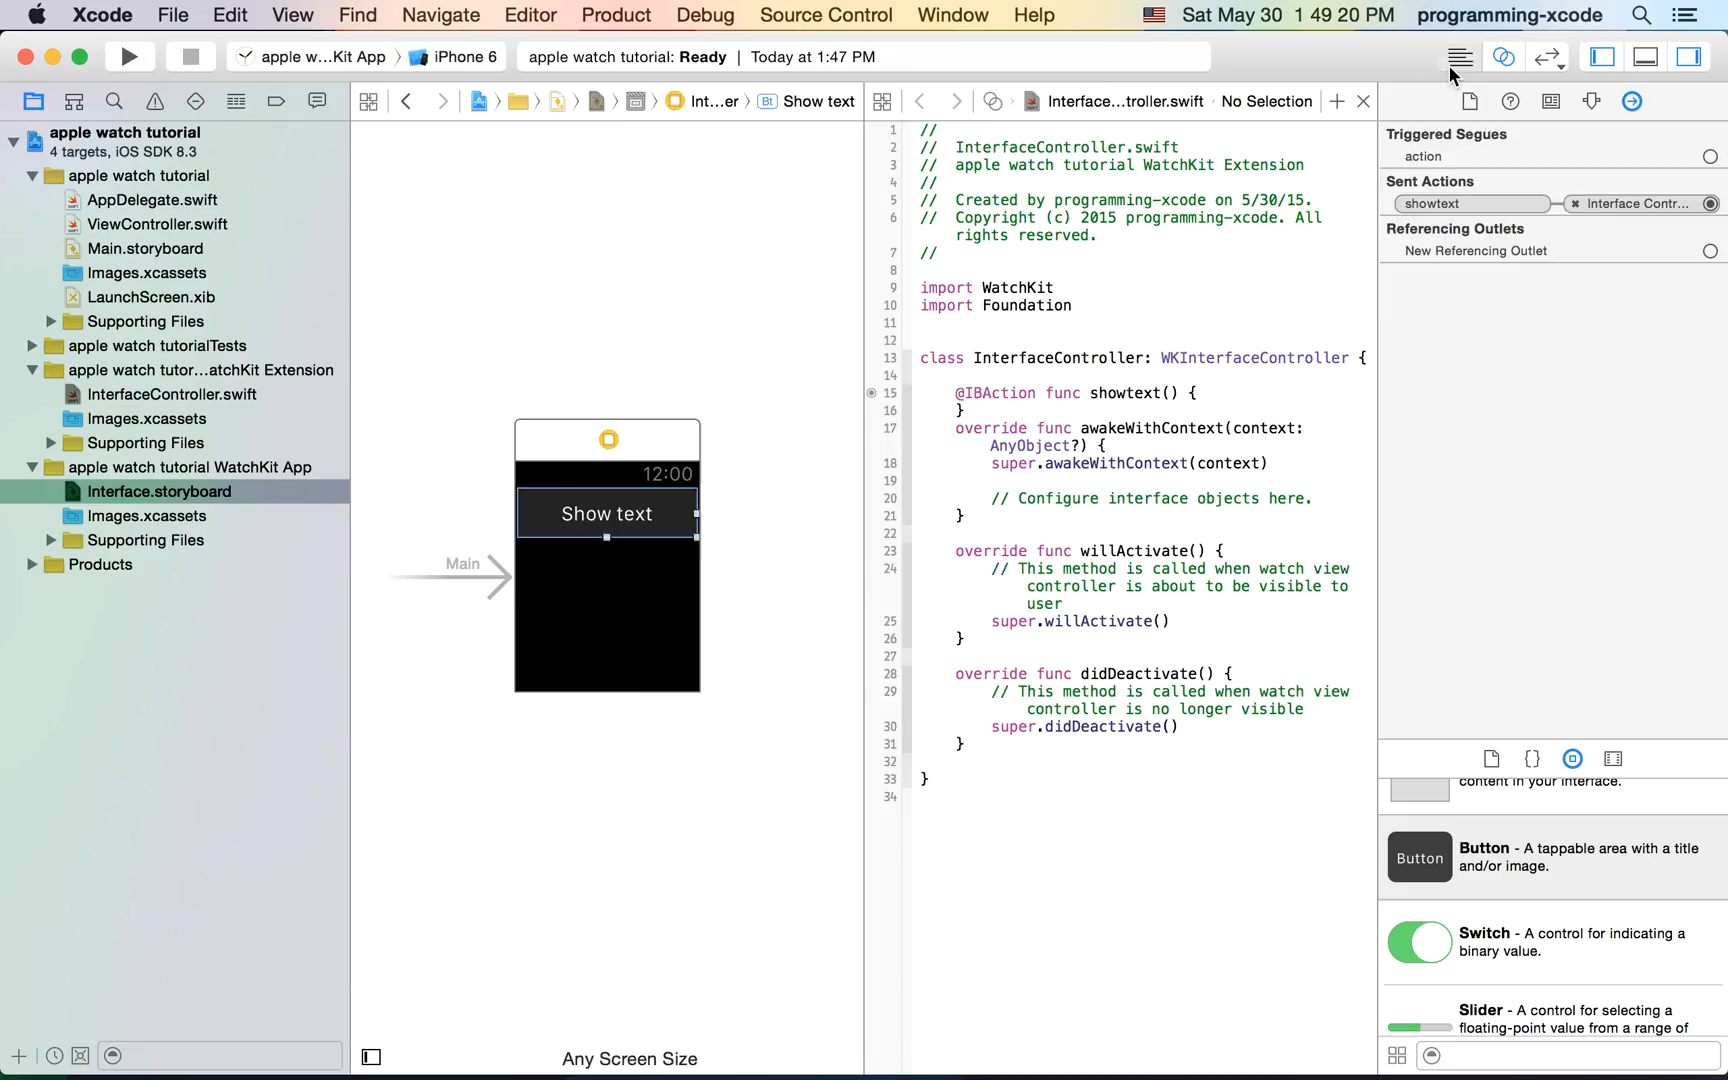 Xcode File Edit View Find Navigate Editor Product Debug Source Control Window Help Sat May 30 1 49 20 PM programming-xcode
apple w...Kit App iPhone 6 apple watch tutorial: Ready | Today at 1:47 PM
Int...er Bt Show text Interface...troller.swift No Selection
apple watch tutorial
4 targets, iOS SDK 8.3
apple watch tutorial
AppDelegate.swift
ViewController.swift
Main.storyboard
Images.xcassets
LaunchScreen.xib
Supporting Files
apple watch tutorialTests
apple watch tutor...atchKit Extension
InterfaceController.swift
Images.xcassets
Supporting Files
apple watch tutorial WatchKit App
Interface.storyboard
Images.xcassets
Supporting Files
Products
12:00
Show text
Main
Any Screen Size
1 //
2 // InterfaceController.swift
3 // apple watch tutorial WatchKit Extension
4 //
5 // Created by programming-xcode on 5/30/15.
6 // Copyright (c) 2015 programming-xcode. All
rights reserved.
7 //
8
9 import WatchKit
10 import Foundation
11
12
13 class InterfaceController: WKInterfaceController {
14
15 @IBAction func showtext() {
16 }
17 override func awakeWithContext(context:
AnyObject?) {
18 super.awakeWithContext(context)
19
20 // Configure interface objects here.
21 }
22
23 override func willActivate() {
24 // This method is called when watch view
controller is about to be visible to
user
25 super.willActivate()
26 }
27
28 override func didDeactivate() {
29 // This method is called when watch view
controller is no longer visible
30 super.didDeactivate()
31 }
32
33 }
34
Triggered Segues
action
Sent Actions
showtext Interface Contr...
Referencing Outlets
New Referencing Outlet
content in your interface.
Button
Button - A tappable area with a title
and/or image.
Switch - A control for indicating a
binary value.
Slider - A control for selecting a
floating-point value from a range of